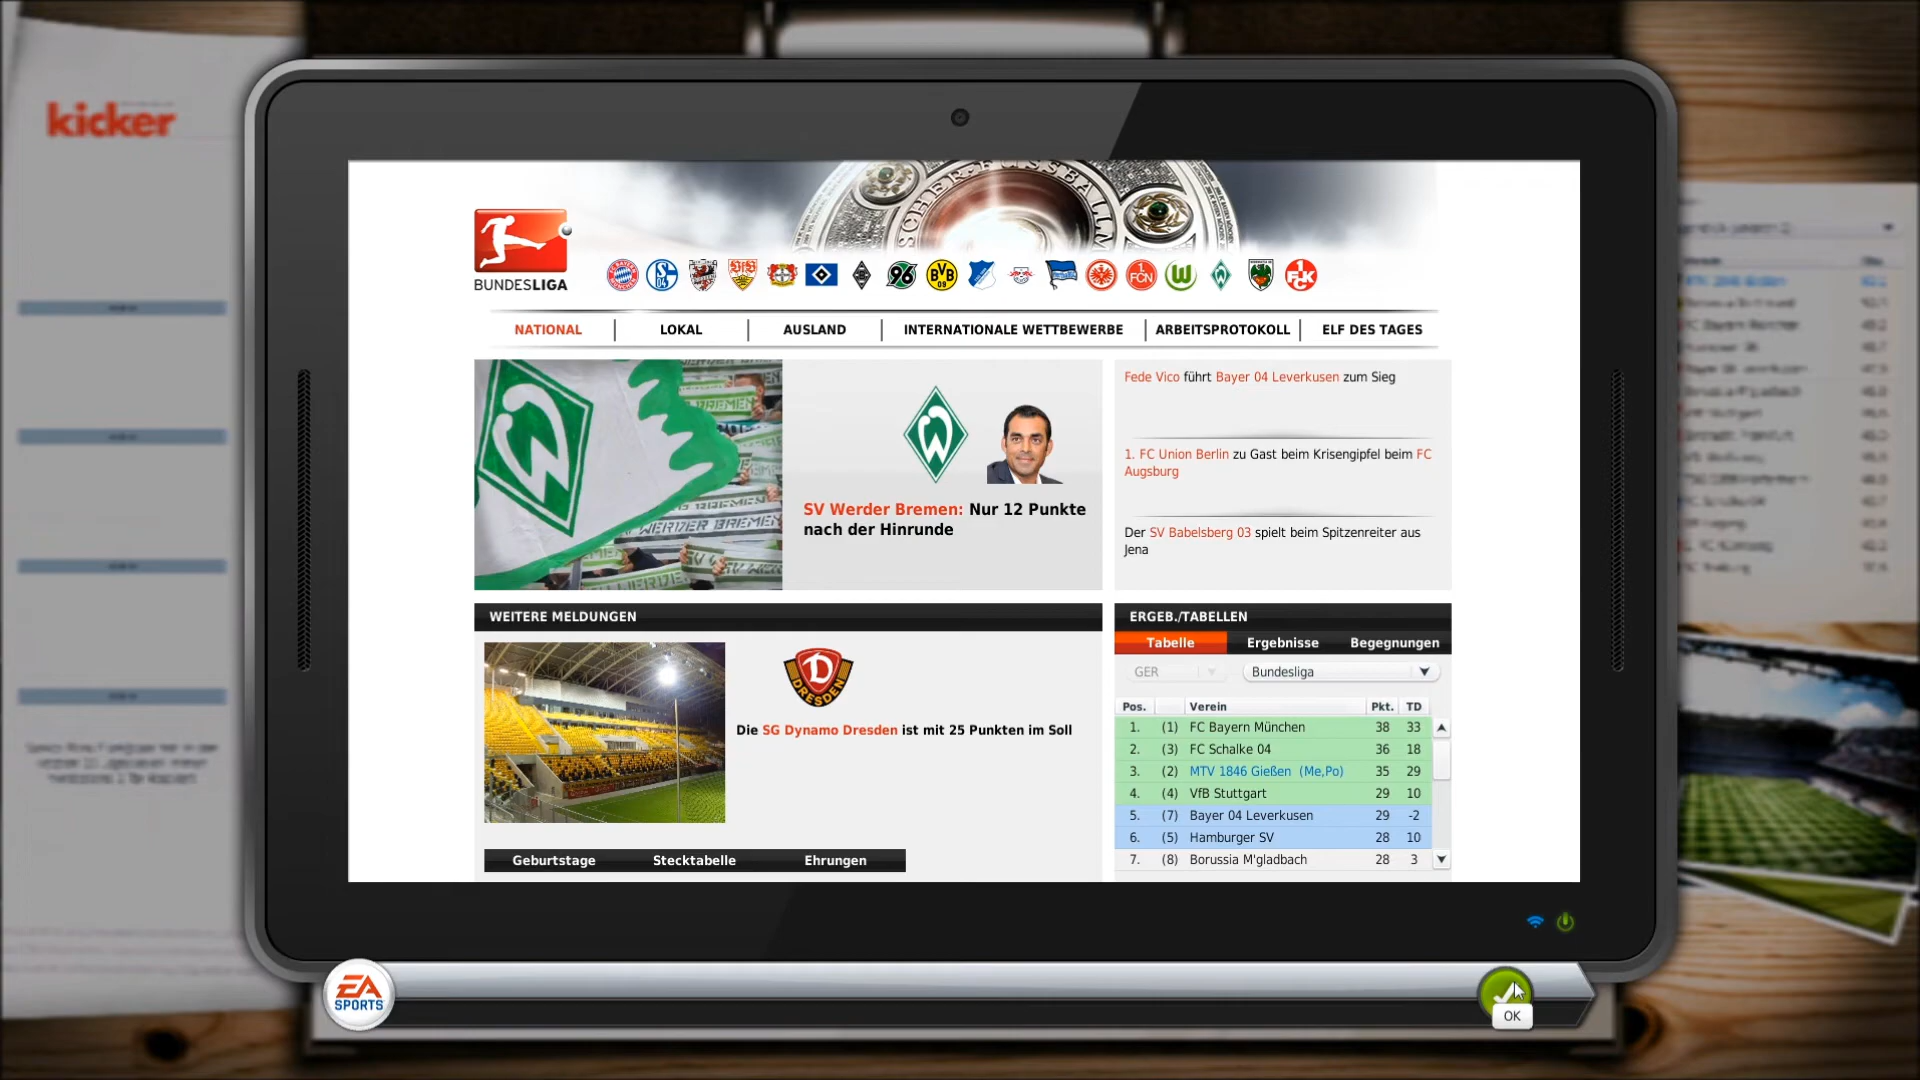 kicker
SCHER FUSSBALLM
BUNDESLIGA
NATIONAL
LOKAL
AUSLAND
INTERNATIONALE WETTBEWERBE
ARBEITSPROTOKOLL
ELF DES TAGES
SV Werder Bremen: Nur 12 Punkte
nach der Hinrunde
Fede Vico führt Bayer 04 Leverkusen zum Sieg
1. FC Union Berlin zu Gast beim Krisengipfel beim FC
Augsburg
Der SV Babelsberg 03 spielt beim Spitzenreiter aus
Jena
WEITERE MELDUNGEN
DRESDEN
Die SG Dynamo Dresden ist mit 25 Punkten im Soll
Geburtstage Stecktabelle Ehrungen
ERGEB./TABELLEN
Tabelle Ergebnisse Begegnungen
GER Bundesliga
Pos. Verein Pkt. TD
1. (1) FC Bayern München 38 33
2. (3) FC Schalke 04 36 18
3. (2) MTV 1846 Gießen (Me,Po) 35 29
4. (4) VfB Stuttgart 29 10
5. (7) Bayer 04 Leverkusen 29 -2
6. (5) Hamburger SV 28 10
7. (8) Borussia M'gladbach 28 3
EA
SPORTS
OK